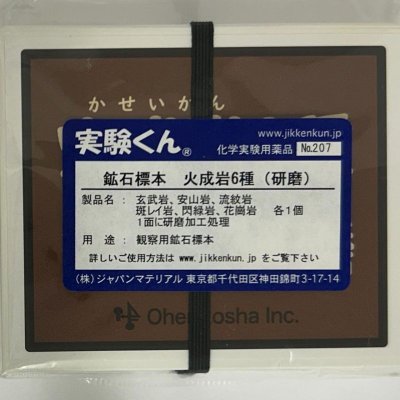 かせいがん
実験くん®
www.jikkenkun.jp
化学実験用薬品 No.207
鉱石標本 火成岩6種（研磨）
製品名：玄武岩、安山岩、流紋岩
斑レイ岩、閃緑岩、花崗岩 各1個
1面に研磨加工処理
用途：観察用鉱石標本
詳しいご使用方法は www.jikkenkun.jp をご覧下さい
（株）ジャパンマテリアル 東京都千代田区神田錦町3-17-14
Inc.